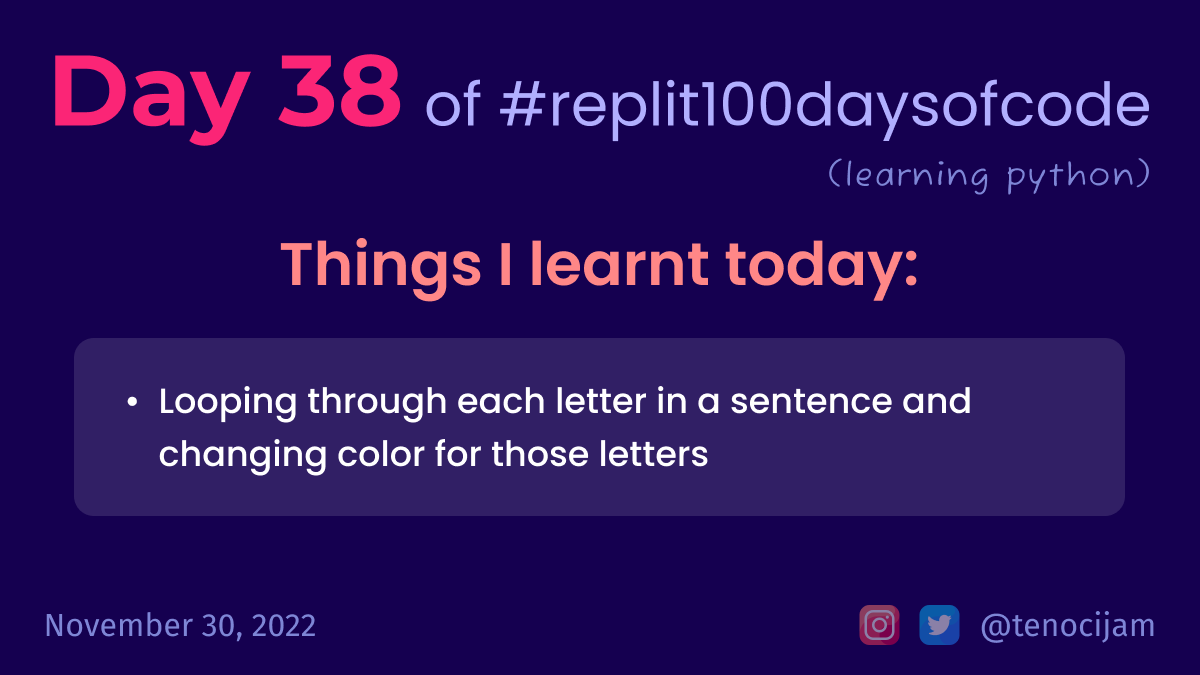 Day 38 of #replit100daysofcode
(learning python)
Things I learnt today:
• Looping through each letter in a sentence and
changing color for those letters
November 30, 2022
@tenocijam